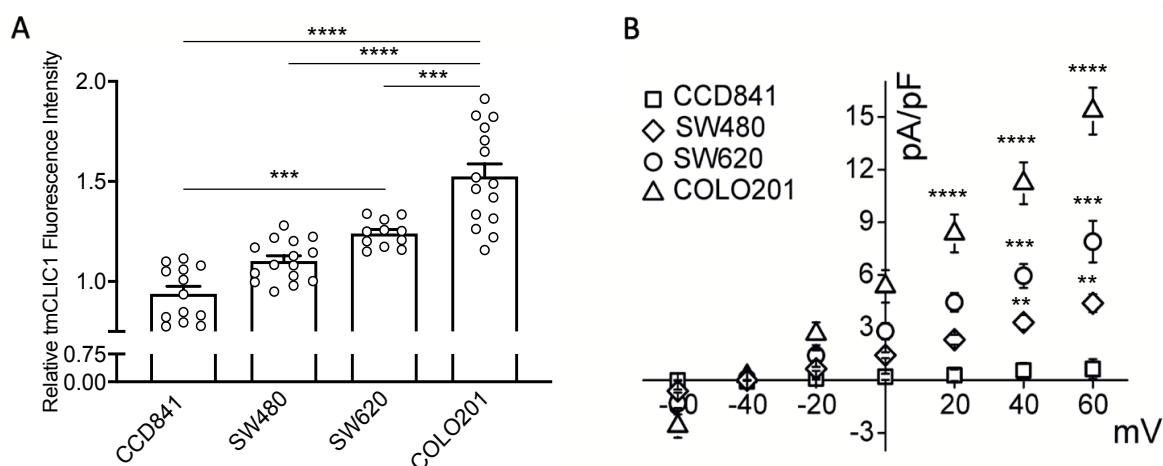 A
Relative tmCLIC1 Fluorescence Intensity
****
****
***
***
2.0
1.5
1.0
0.75
0.00
CCD841
SW480
SW620
COLO201
B
CCD841
SW480
SW620
COLO201
pA/pF
15
12
9
6
3
-3
-40
-20
20
40
60
mV
****
****
****
***
***
**
**